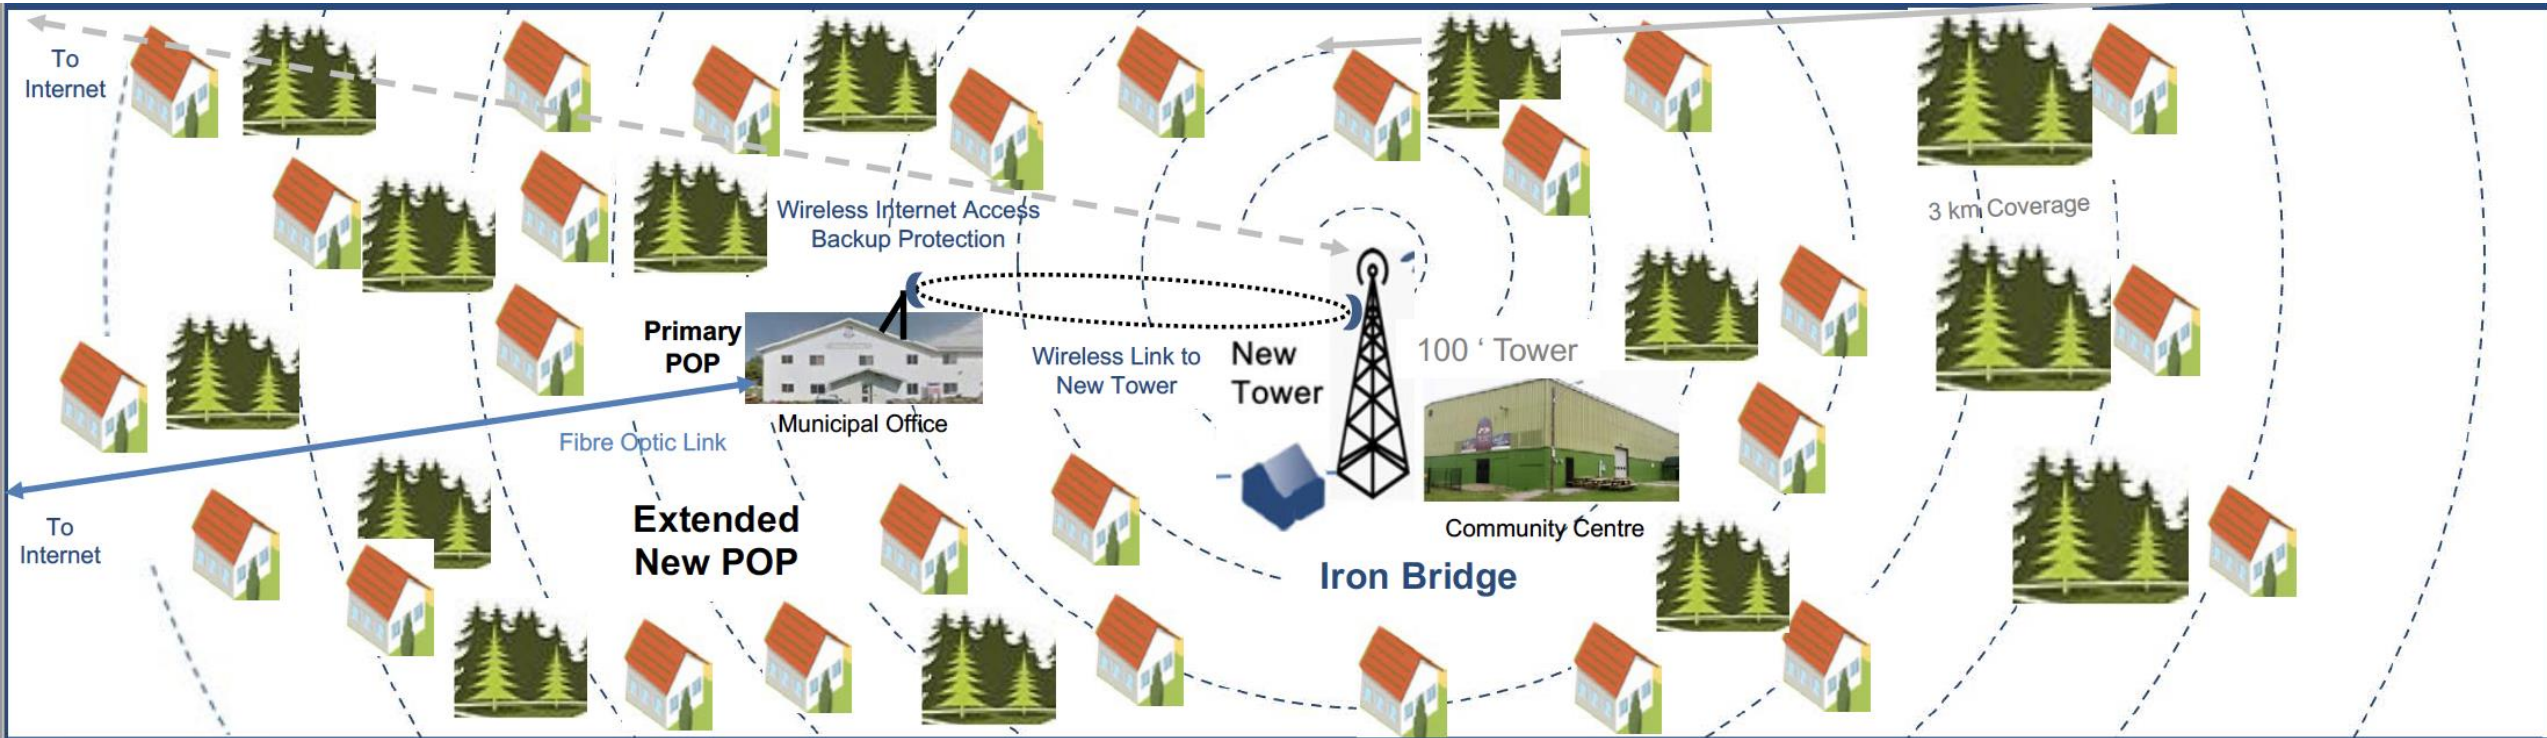 To
Internet
3 km Coverage
Wireless Internet Access
Backup Protection
Primary
POP
Wireless Link to
New Tower
New
Tower
100 ‘ Tower
Municipal Office
Fibre Optic Link
To
Internet
Extended
New POP
Community Centre
Iron Bridge